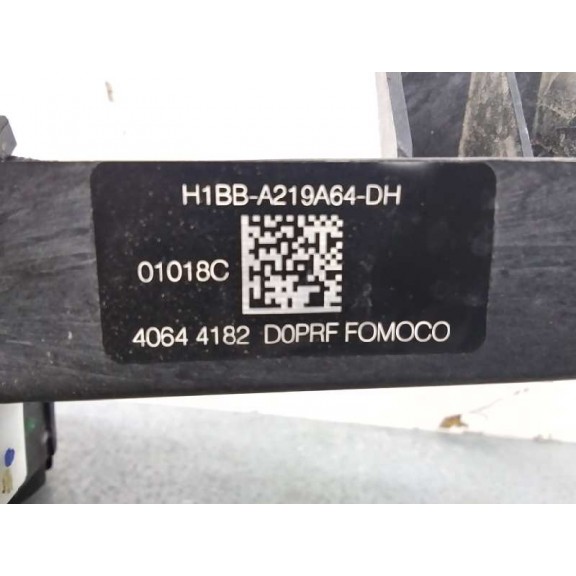 H1BB-A219A64-DH
01018C
4064 4182 D0PRF FOMOCO